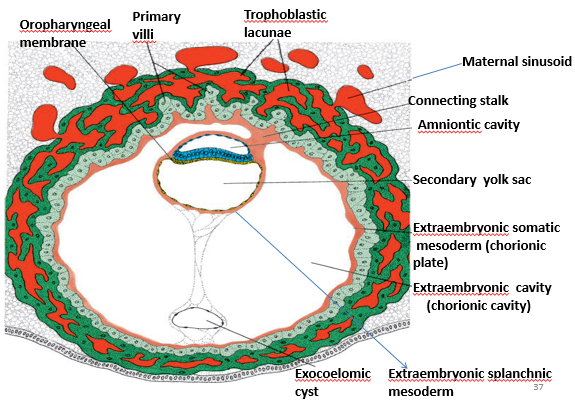 Oropharyngeal
membrane
Primary
villi
Trophoblastic
lacunae
Maternal sinusoid
Connecting stalk
Amniontic cavity
Secondary yolk sac
Extraembryonic somatic
mesoderm (chorionic
plate)
Extraembryonic cavity
(chorionic cavity)
Exocoelomic
cyst
Extraembryonic splanchnic
mesoderm
37